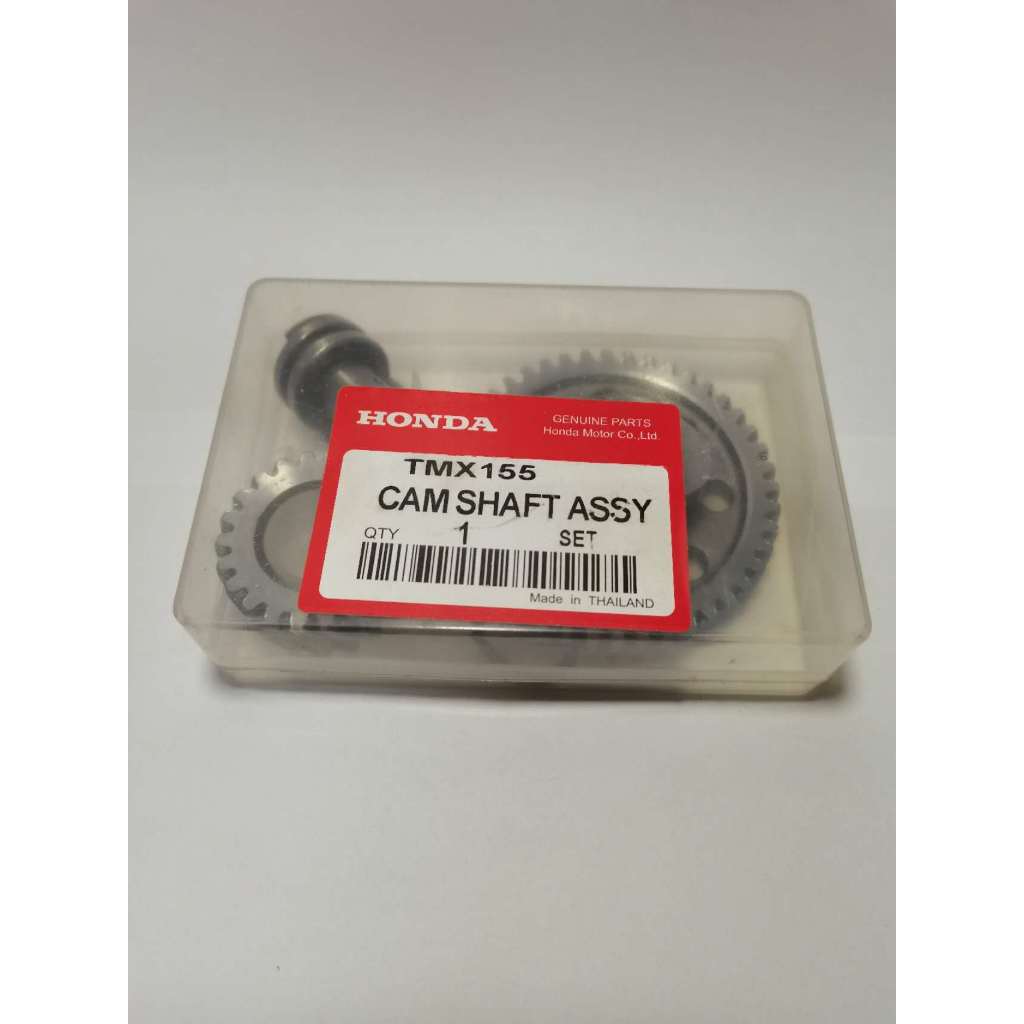 HONDA
GENUINE PARTS
Honda Motor Co.,Ltd.
TMX155
CAM SHAFT ASSY
QTY 1 SET
Made in THAILAND